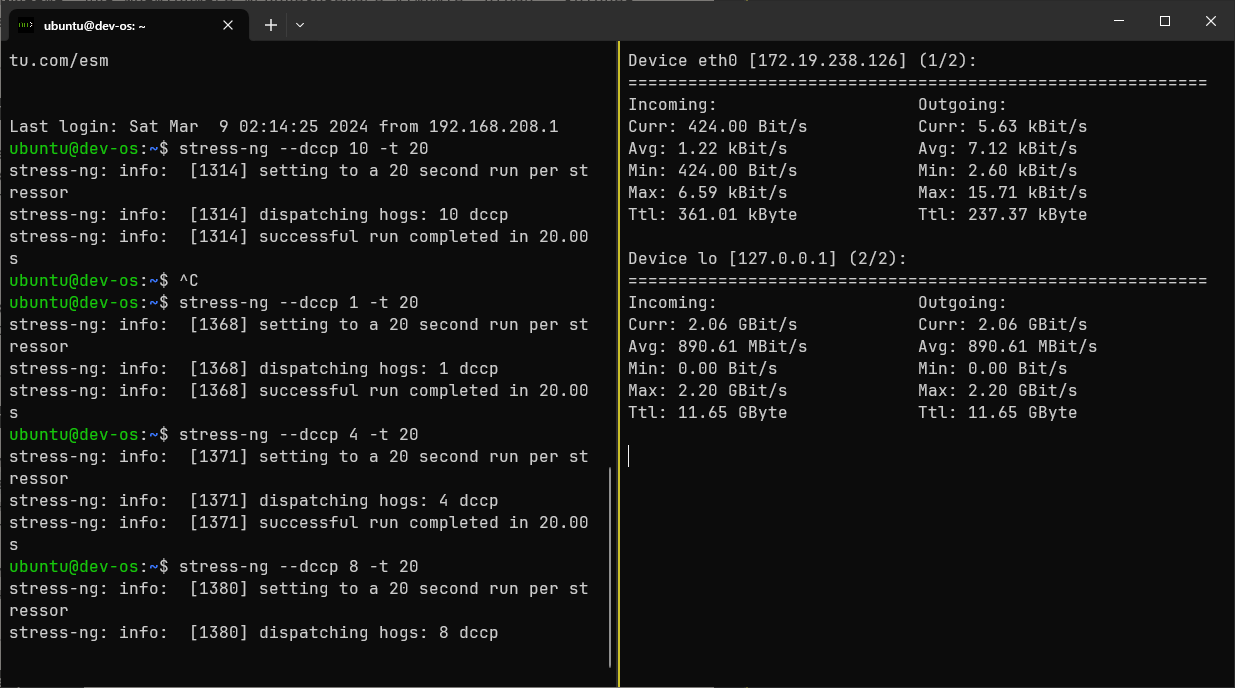 ubuntu@dev-os: ~
tu.com/esm
Last login: Sat Mar  9 02:14:25 2024 from 192.168.208.1
ubuntu@dev-os:~$ stress-ng --dccp 10 -t 20
stress-ng: info:  [1314] setting to a 20 second run per st
ressor
stress-ng: info:  [1314] dispatching hogs: 10 dccp
stress-ng: info:  [1314] successful run completed in 20.00
s
ubuntu@dev-os:~$ ^C
ubuntu@dev-os:~$ stress-ng --dccp 1 -t 20
stress-ng: info:  [1368] setting to a 20 second run per st
ressor
stress-ng: info:  [1368] dispatching hogs: 1 dccp
stress-ng: info:  [1368] successful run completed in 20.00
s
ubuntu@dev-os:~$ stress-ng --dccp 4 -t 20
stress-ng: info:  [1371] setting to a 20 second run per st
ressor
stress-ng: info:  [1371] dispatching hogs: 4 dccp
stress-ng: info:  [1371] successful run completed in 20.00
s
ubuntu@dev-os:~$ stress-ng --dccp 8 -t 20
stress-ng: info:  [1380] setting to a 20 second run per st
ressor
stress-ng: info:  [1380] dispatching hogs: 8 dccp
Device eth0 [172.19.238.126] (1/2):
==========================================================
Incoming:                    Outgoing:
Curr: 424.00 Bit/s           Curr: 5.63 kBit/s
Avg: 1.22 kBit/s             Avg: 7.12 kBit/s
Min: 424.00 Bit/s            Min: 2.60 kBit/s
Max: 6.59 kBit/s             Max: 15.71 kBit/s
Ttl: 361.01 kByte            Ttl: 237.37 kByte
Device lo [127.0.0.1] (2/2):
==========================================================
Incoming:                    Outgoing:
Curr: 2.06 GBit/s            Curr: 2.06 GBit/s
Avg: 890.61 MBit/s           Avg: 890.61 MBit/s
Min: 0.00 Bit/s              Min: 0.00 Bit/s
Max: 2.20 GBit/s             Max: 2.20 GBit/s
Ttl: 11.65 GByte             Ttl: 11.65 GByte